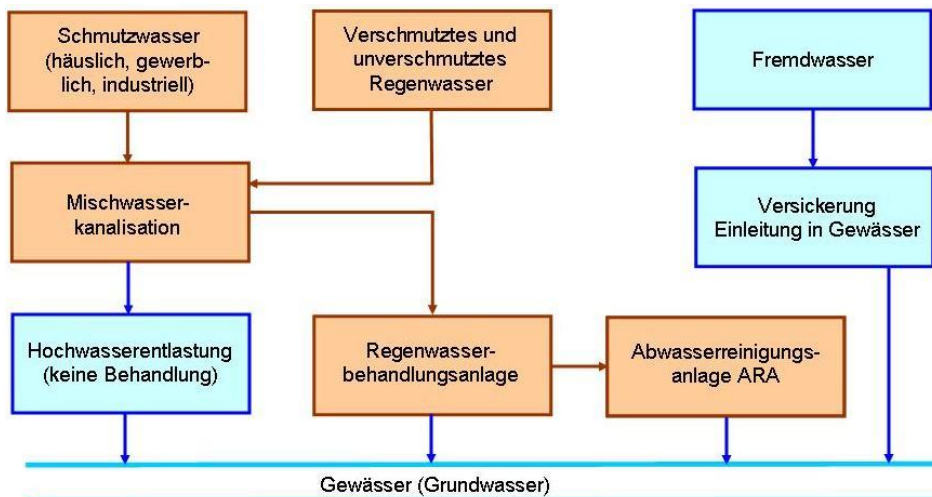 Schmutzwasser
(häuslich, gewerb-
lich, industriell)
Verschmutztes und
unverschmutztes
Regenwasser
Fremdwasser
Mischwasser-
kanalisation
Versickerung
Einleitung in Gewässer
Hochwasserentlastung
(keine Behandlung)
Regenwasser-
behandlungsanlage
Abwasserreinigungs-
anlage ARA
Gewässer (Grundwasser)